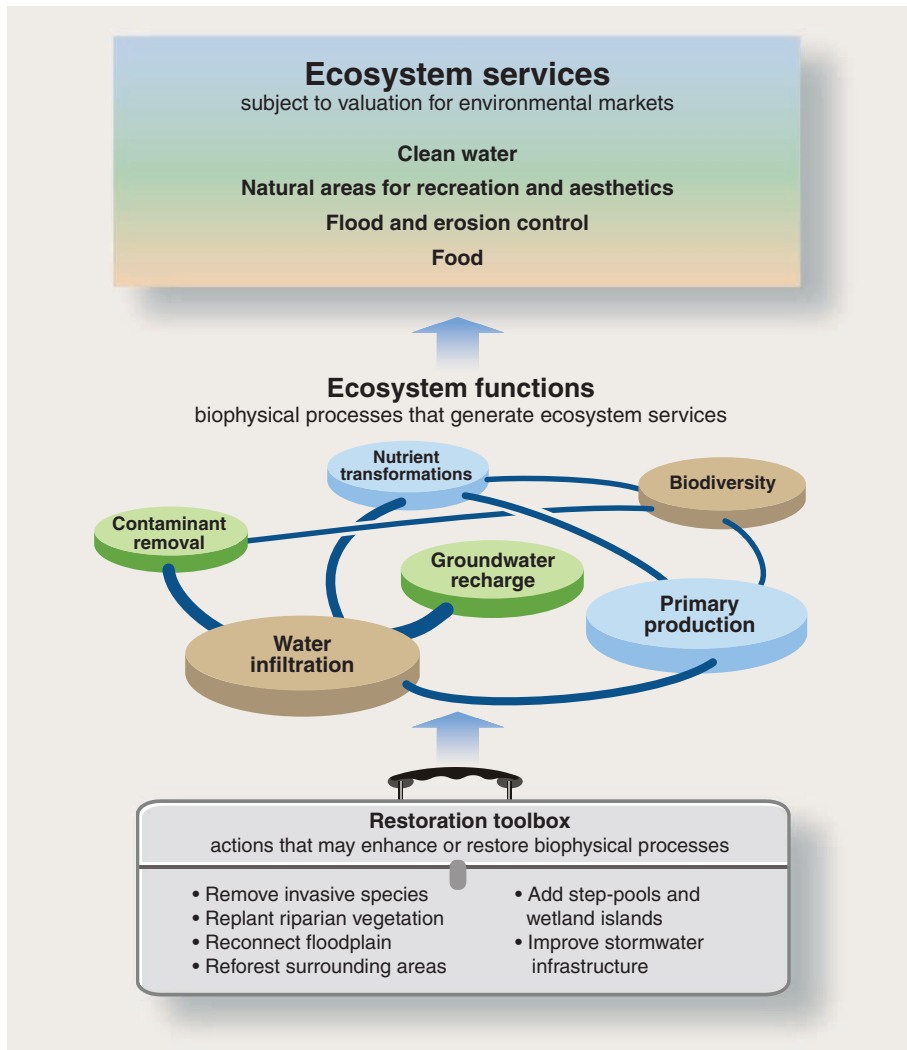 Ecosystem services
subject to valuation for environmental markets
Clean water
Natural areas for recreation and aesthetics
Flood and erosion control
Food
Ecosystem functions
biophysical processes that generate ecosystem services
Nutrient
transformations
Biodiversity
Contaminant
removal
Groundwater
recharge
Primary
production
Water
infiltration
Restoration toolbox
actions that may enhance or restore biophysical processes
• Remove invasive species
• Replant riparian vegetation
• Reconnect floodplain
• Reforest surrounding areas
• Add step-pools and
wetland islands
• Improve stormwater
infrastructure